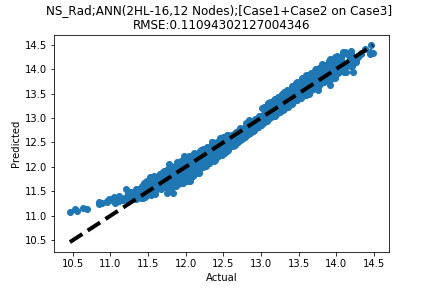 NS_Rad;ANN(2HL-16,12 Nodes);[Case1+Case2 on Case3]
RMSE:0.11094302127004346
14.5
14.0
13.5
13.0
12.5
12.0
11.5
11.0
10.5
Predicted
10.5 11.0 11.5 12.0 12.5 13.0 13.5 14.0 14.5
Actual